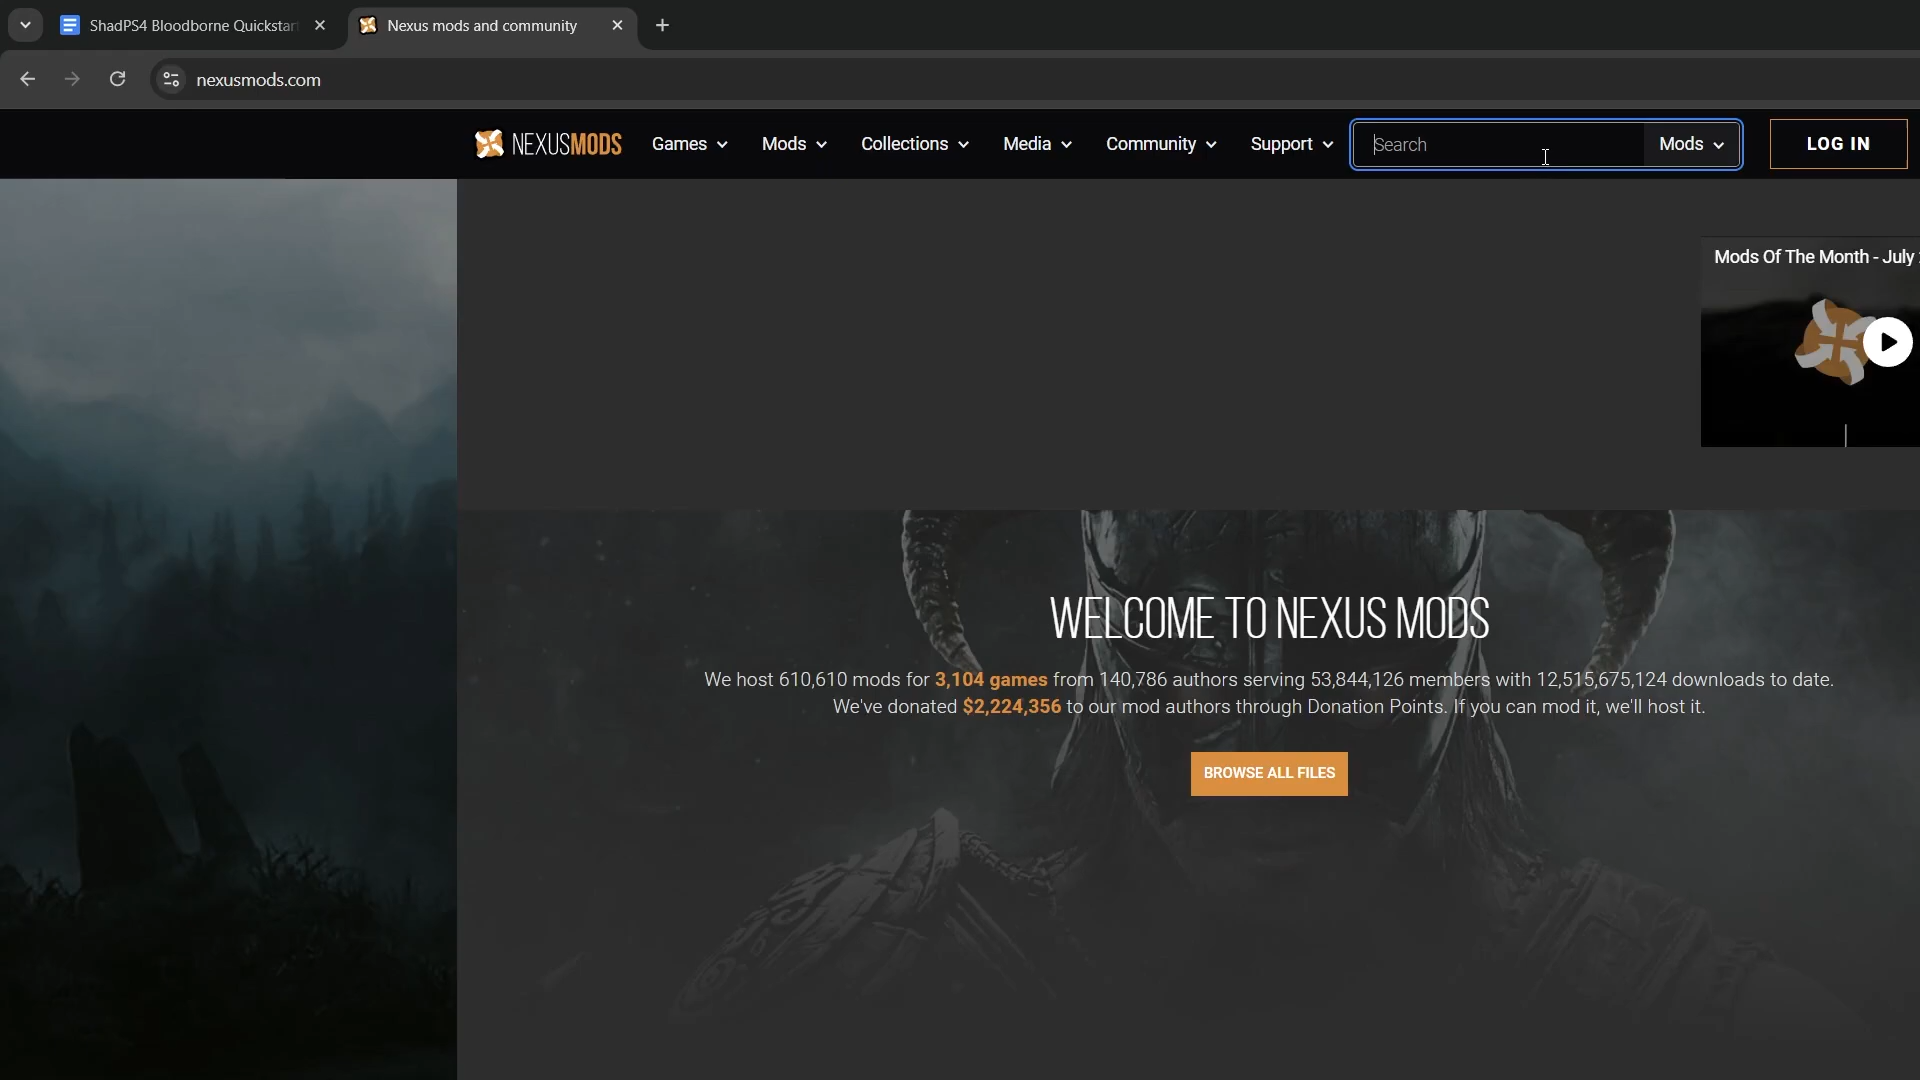 ShadPS4 Bloodborne Quickstar
Nexus mods and community
nexusmods.com
NEXUSMODS
Games
Mods
Collections
Media
Community
Support
Search
Mods
LOG IN
Mods Of The Month - July
WELCOME TO NEXUS MODS
We host 610,610 mods for 3,104 games from 140,786 authors serving 53,844,126 members with 12,515,675,124 downloads to date.
We've donated $2,224,356 to our mod authors through Donation Points. If you can mod it, we'll host it.
BROWSE ALL FILES